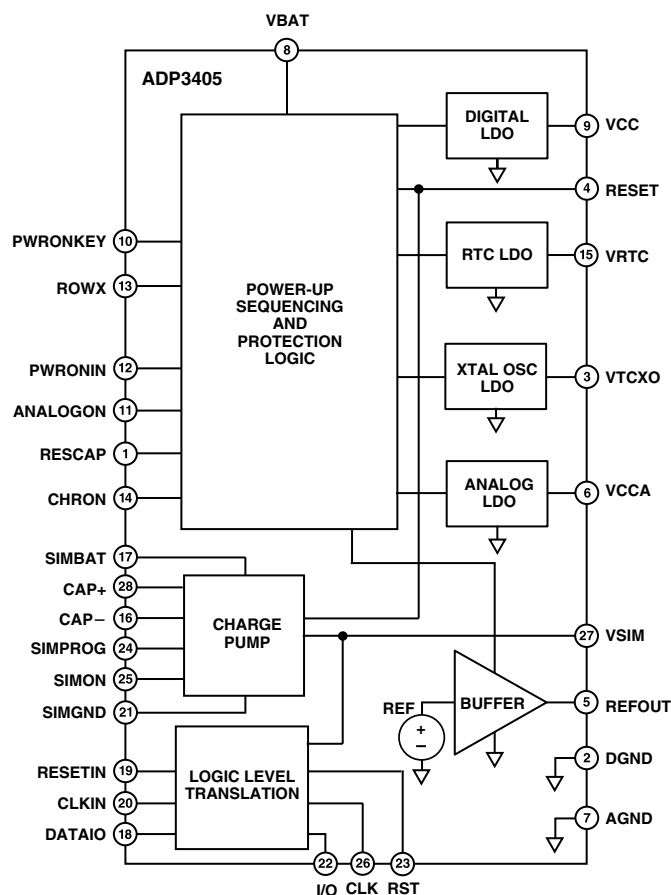 VBAT
8
ADP3405
DIGITAL
LDO
9
VCC
4
RESET
PWRONKEY
10
RTC LDO
15
VRTC
ROWX
13
POWER-UP
SEQUENCING
AND
PROTECTION
LOGIC
PWRONIN
12
XTAL OSC
LDO
3
VTCXO
ANALOGON
11
RESCAP
1
ANALOG
LDO
6
VCCA
CHRON
14
SIMBAT
17
CAP+
28
CAP−
16
CHARGE
PUMP
27
VSIM
SIMPROG
24
SIMON
25
SIMGND
21
REF
+
−
BUFFER
5
REFOUT
RESETIN
19
LOGIC LEVEL
TRANSLATION
2
DGND
CLKIN
20
DATAIO
18
7
AGND
22
26
23
I/O
CLK
RST